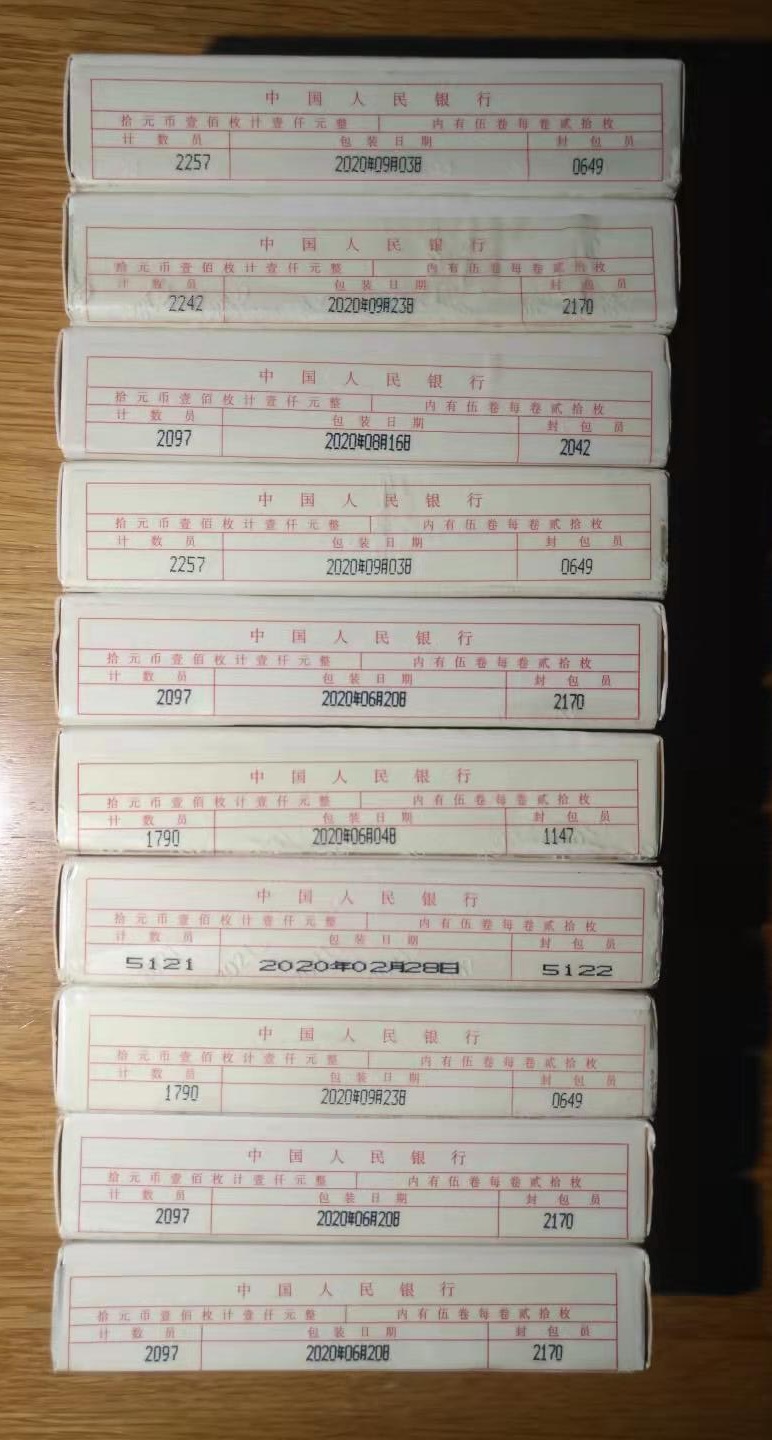 中国人民银行
拾元币壹佰枚计壹仟元整 内有伍卷每卷贰拾枚
计数员 包装日期 封包员
2257 2020年09月03日 0649
中国人民银行
拾元币壹佰枚计壹仟元整 内有伍卷每卷贰拾枚
计数员 包装日期 封包员
2242 2020年09月23日 2170
中国人民银行
拾元币壹佰枚计壹仟元整 内有伍卷每卷贰拾枚
计数员 包装日期 封包员
2097 2020年08月16日 2042
中国人民银行
拾元币壹佰枚计壹仟元整 内有伍卷每卷贰拾枚
计数员 包装日期 封包员
2257 2020年09月03日 0649
中国人民银行
拾元币壹佰枚计壹仟元整 内有伍卷每卷贰拾枚
计数员 包装日期 封包员
2097 2020年06月20日 2170
中国人民银行
拾元币壹佰枚计壹仟元整 内有伍卷每卷贰拾枚
计数员 包装日期 封包员
1790 2020年06月04日 1147
中国人民银行
拾元币壹佰枚计壹仟元整 内有伍卷每卷贰拾枚
计数员 包装日期 封包员
5121 2020年02月28日 5122
中国人民银行
拾元币壹佰枚计壹仟元整 内有伍卷每卷贰拾枚
计数员 包装日期 封包员
1790 2020年09月23日 0649
中国人民银行
拾元币壹佰枚计壹仟元整 内有伍卷每卷贰拾枚
计数员 包装日期 封包员
2097 2020年06月20日 2170
中国人民银行
拾元币壹佰枚计壹仟元整 内有伍卷每卷贰拾枚
计数员 包装日期 封包员
2097 2020年06月20日 2170